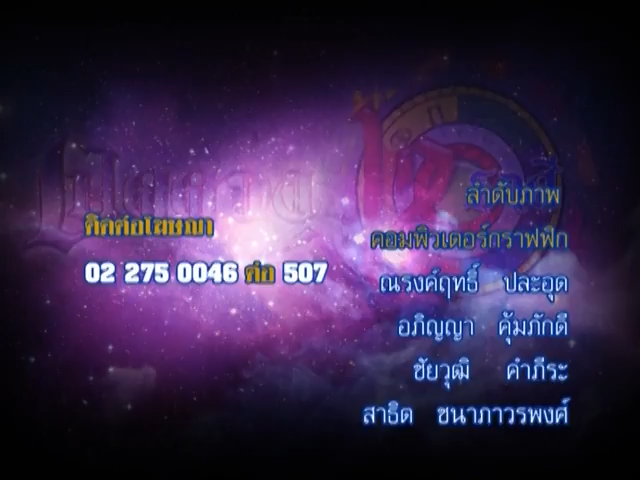 ติดต่อโฆษณา
02 275 0046 ต่อ 507
ลำดับภาพ
คอมพิวเตอร์กราฟฟิก
ณรงค์ฤทธิ์ ปละอุด
อภิญญา คุ้มภักดี
ชัยวุฒิ คำภีระ
สาธิต ชนาภาวรพงศ์